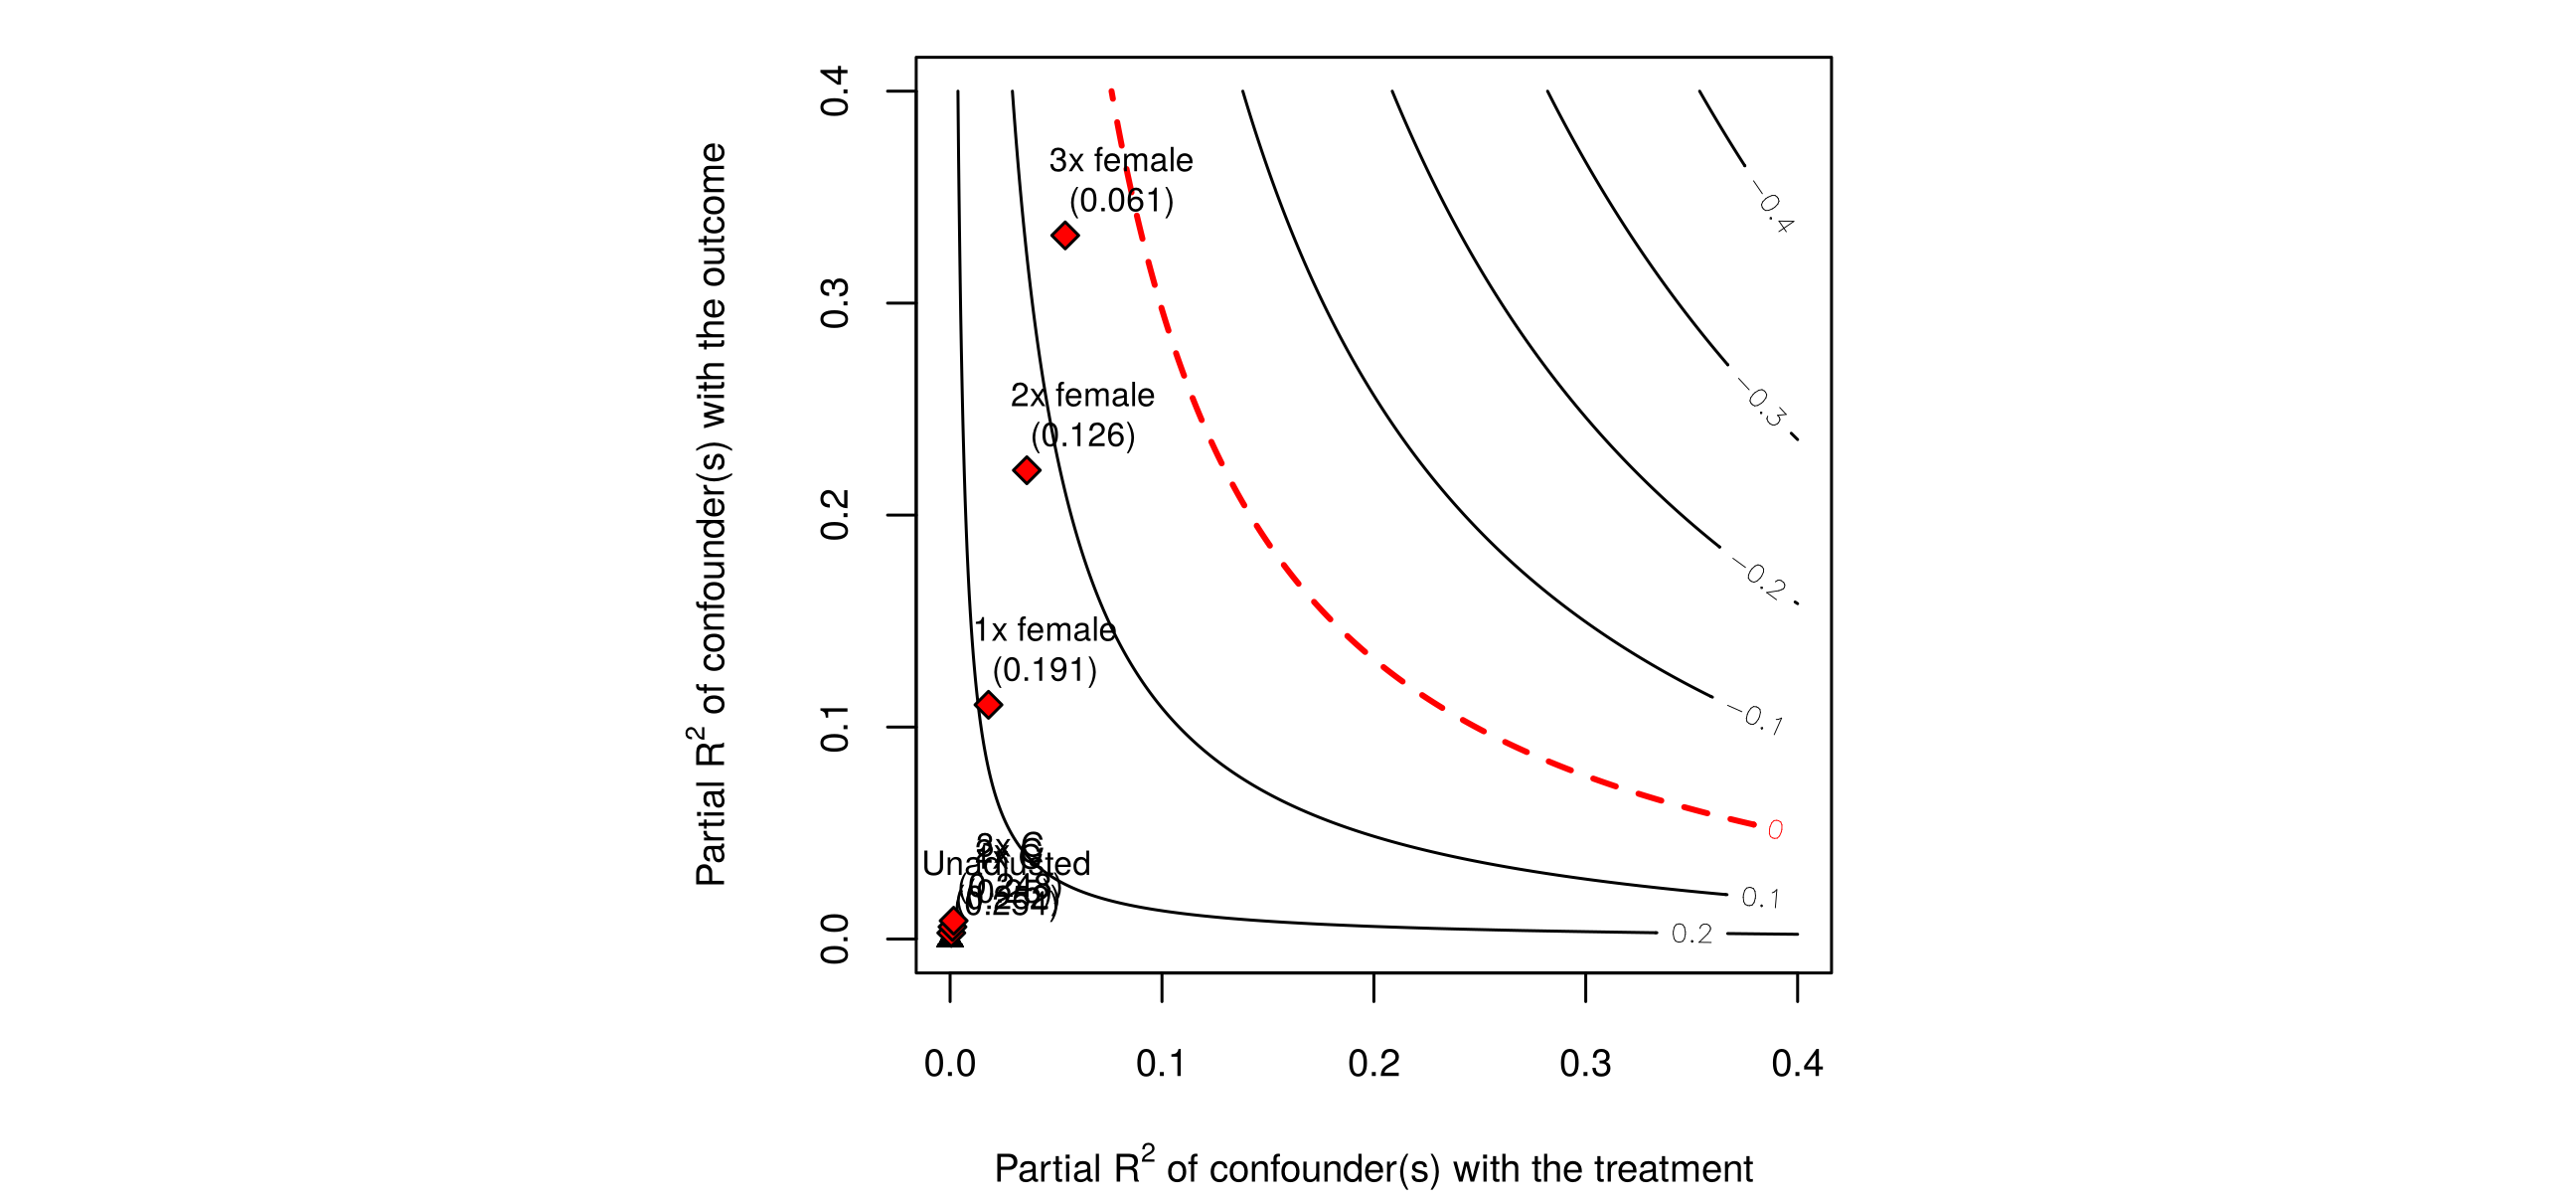 0.4
0.3
0.2
0.1
0.0
Partial R² of confounder(s) with the outcome
3x female
(0.061)
2x female
(0.126)
1x female
(0.191)
Unadjusted
−0.4
−0.3
−0.2
−0.1
0
0.1
0.2
0.0 0.1 0.2 0.3 0.4
Partial R² of confounder(s) with the treatment